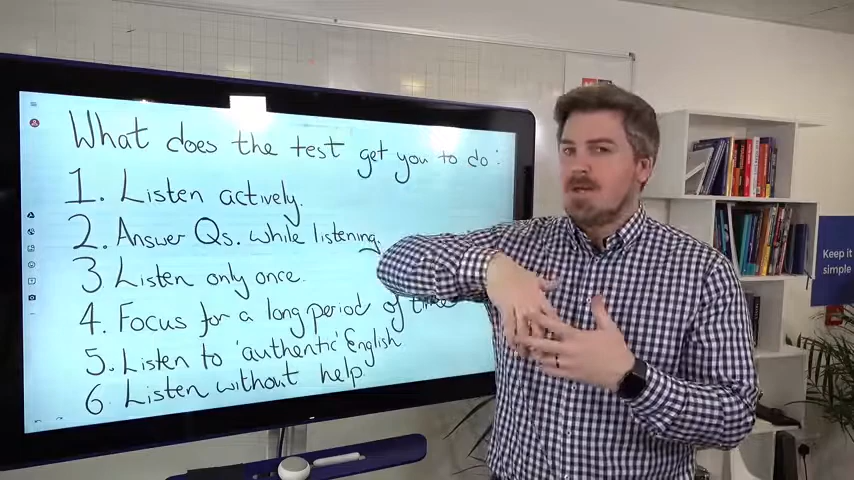 What does the test get you to do:
1. Listen actively.
2. Answer Qs. while listening.
3 Listen only once.
4. Focus for a long period of time
5. Listen to 'authentic' English
6 Listen without help.
Keep it
simple